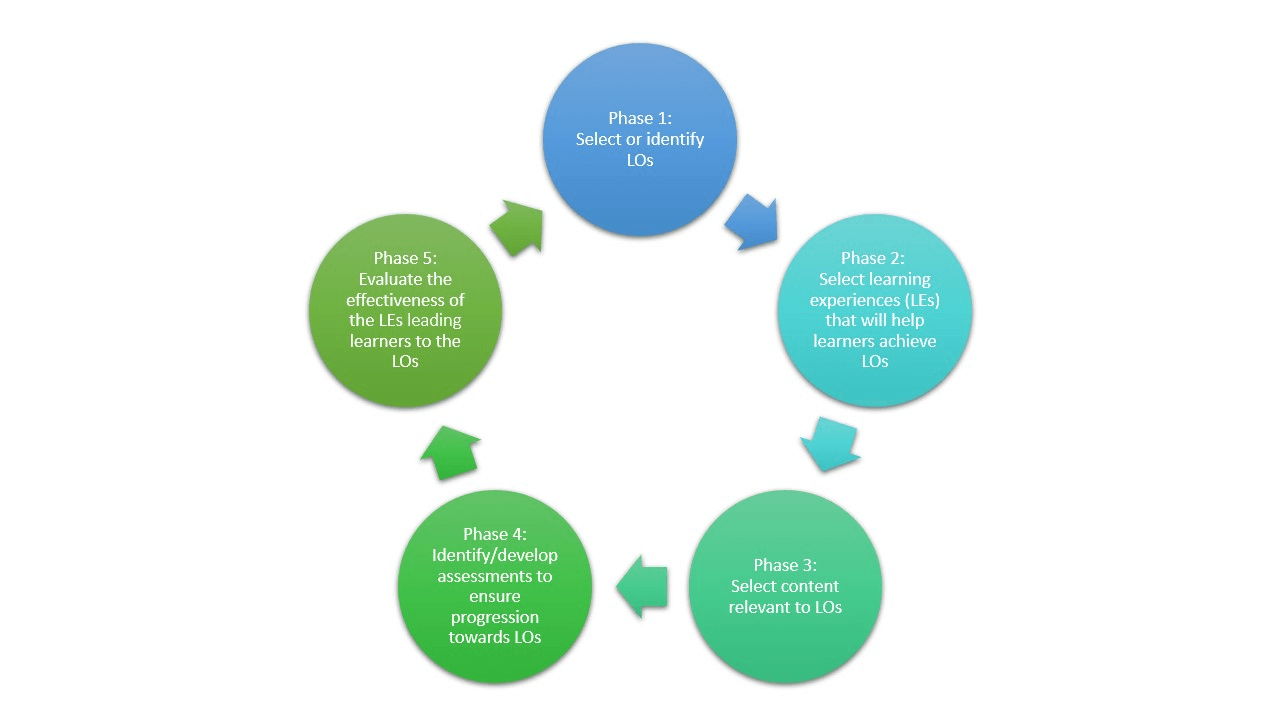 Phase 1:
Select or identify
LOs
Phase 2:
Select learning
experiences (LEs)
that will help
learners achieve
LOs
Phase 3:
Select content
relevant to LOs
Phase 4:
Identify/develop
assessments to
ensure
progression
towards LOs
Phase 5:
Evaluate the
effectiveness of
the LEs leading
learners to the
LOs